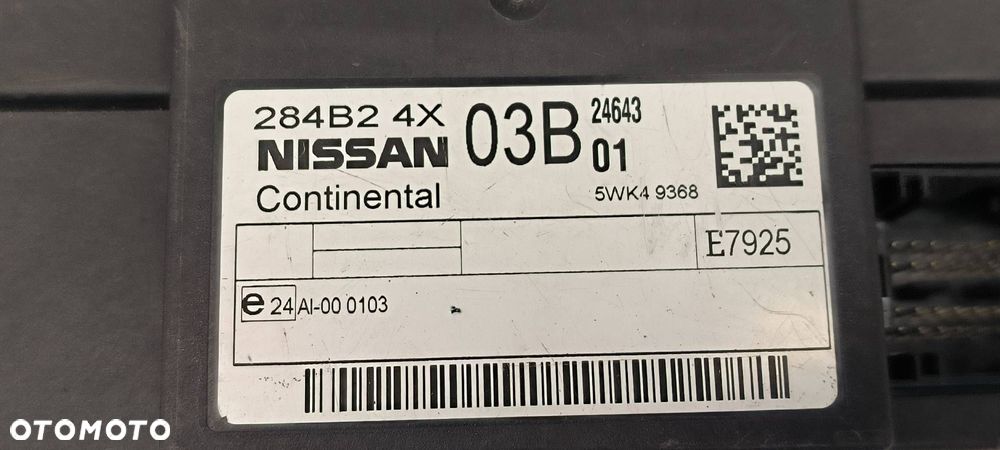 284B2 4X 03B 24643
NISSAN 01
Continental 5WK4 9368
E7925
e 24 AI-00 0103
OTOMOTO